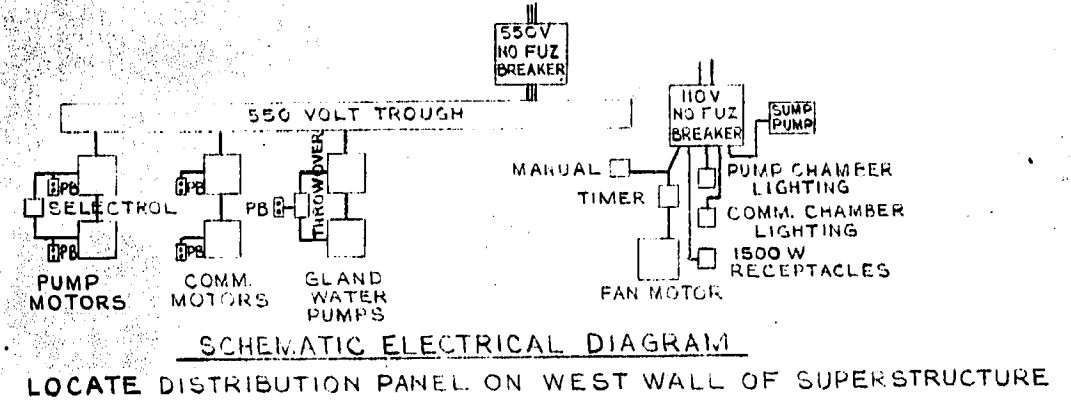 550V
NO FUZ
BREAKER
550 VOLT TROUGH
110V
NO FUZ
BREAKER
SUMP
PUMP
PB
SELECTROL
PB
PUMP
MOTORS
PB
PB
COMM.
MOTORS
PB
THROWOVER
GLAND
WATER
PUMPS
MANUAL
TIMER
FAN MOTOR
PUMP CHAMBER
LIGHTING
COMM. CHAMBER
LIGHTING
1500 W
RECEPTACLES
SCHEMATIC ELECTRICAL DIAGRAM
LOCATE DISTRIBUTION PANEL ON WEST WALL OF SUPERSTRUCTURE